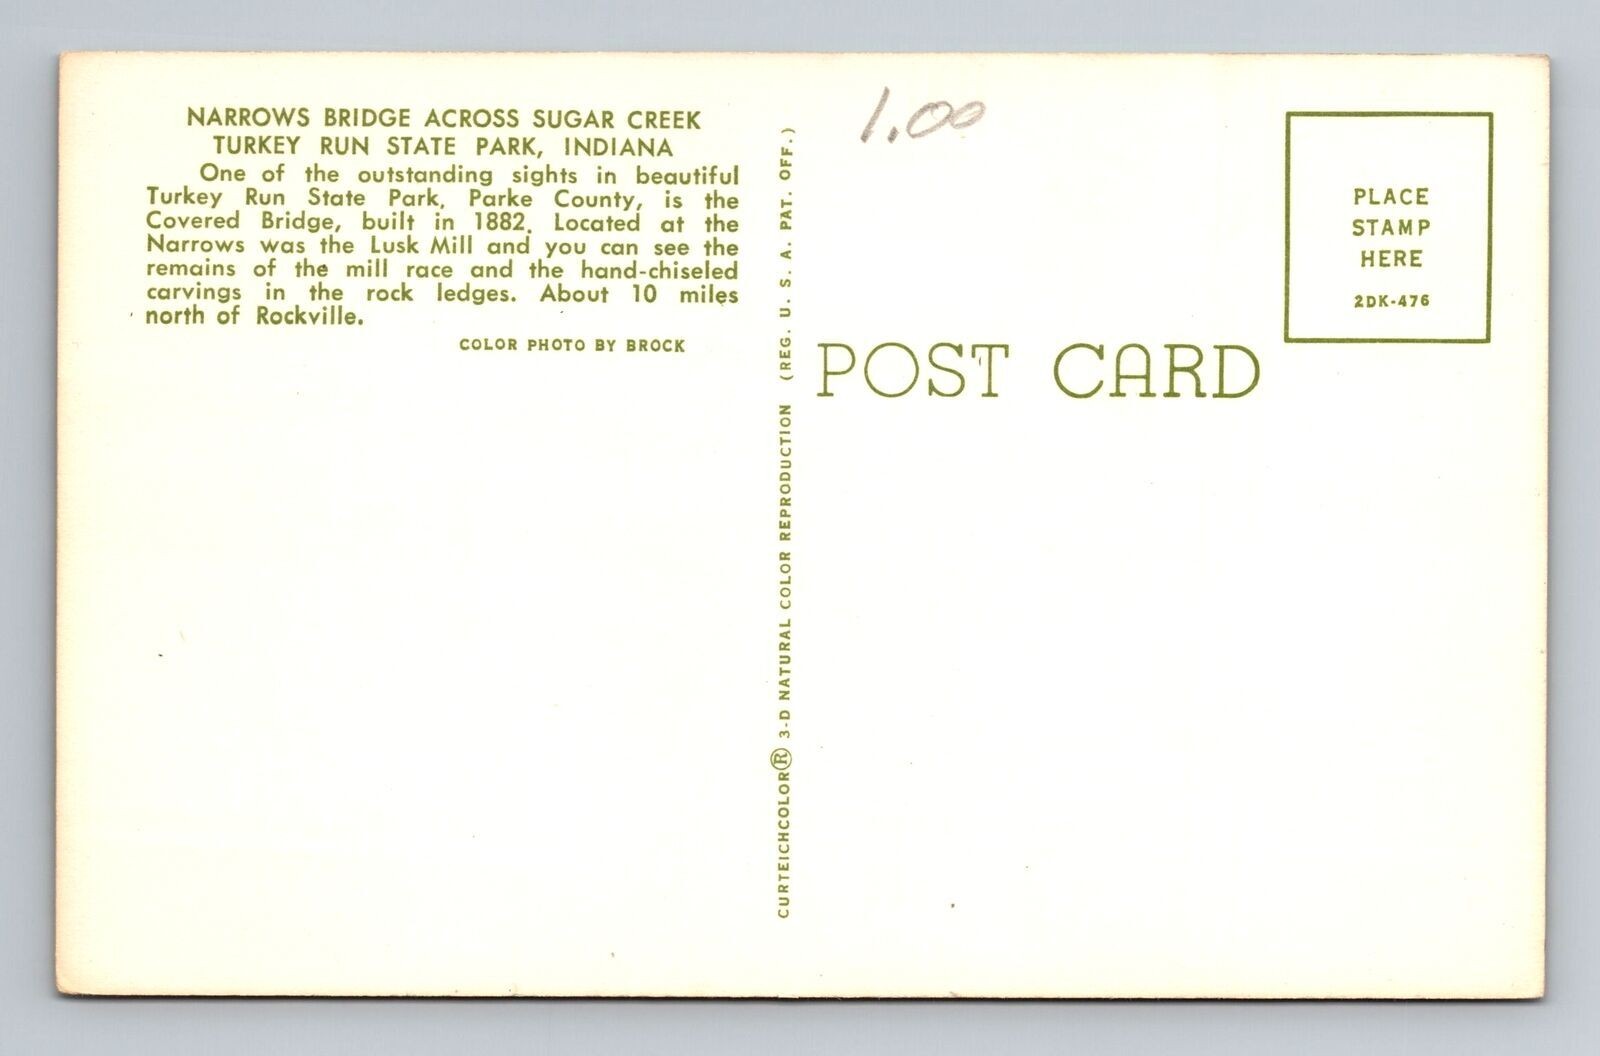 NARROWS BRIDGE ACROSS SUGAR CREEK
TURKEY RUN STATE PARK, INDIANA
One of the outstanding sights in beautiful
Turkey Run State Park, Parke County, is the
Covered Bridge, built in 1882. Located at the
Narrows was the Lusk Mill and you can see the
remains of the mill race and the hand-chiseled
carvings in the rock ledges. About 10 miles
north of Rockville.
COLOR PHOTO BY BROCK
CURTEICHCOLOR® 3-D NATURAL COLOR REPRODUCTION (REG. U. S. A. PAT. OFF.)
1.00
POST CARD
PLACE
STAMP
HERE
2DK-476